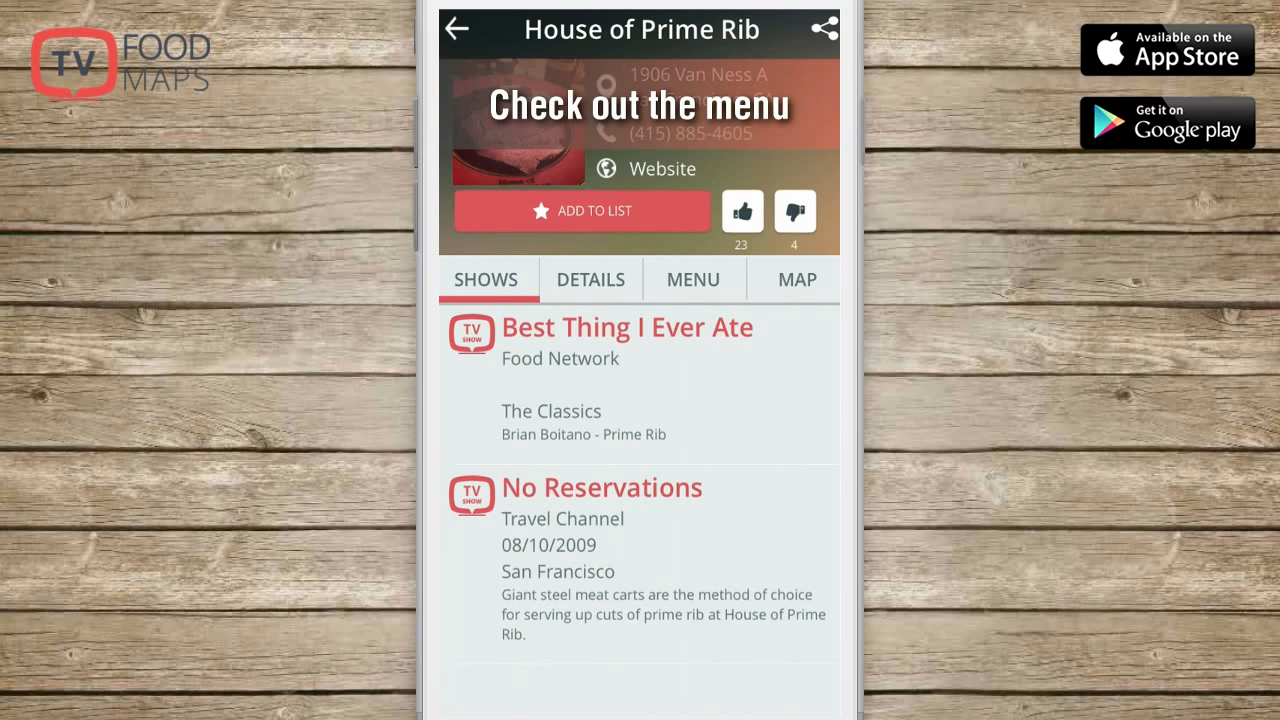 TV FOOD MAPS
House of Prime Rib
Available on the
App Store
Get it on
Google play
1906 Van Ness A
Check out the menu
(415) 885-4605
Website
ADD TO LIST
23
4
SHOWS
DETAILS
MENU
MAP
TV SHOW
Best Thing I Ever Ate
Food Network
The Classics
Brian Boitano - Prime Rib
TV SHOW
No Reservations
Travel Channel
08/10/2009
San Francisco
Giant steel meat carts are the method of choice
for serving up cuts of prime rib at House of Prime
Rib.